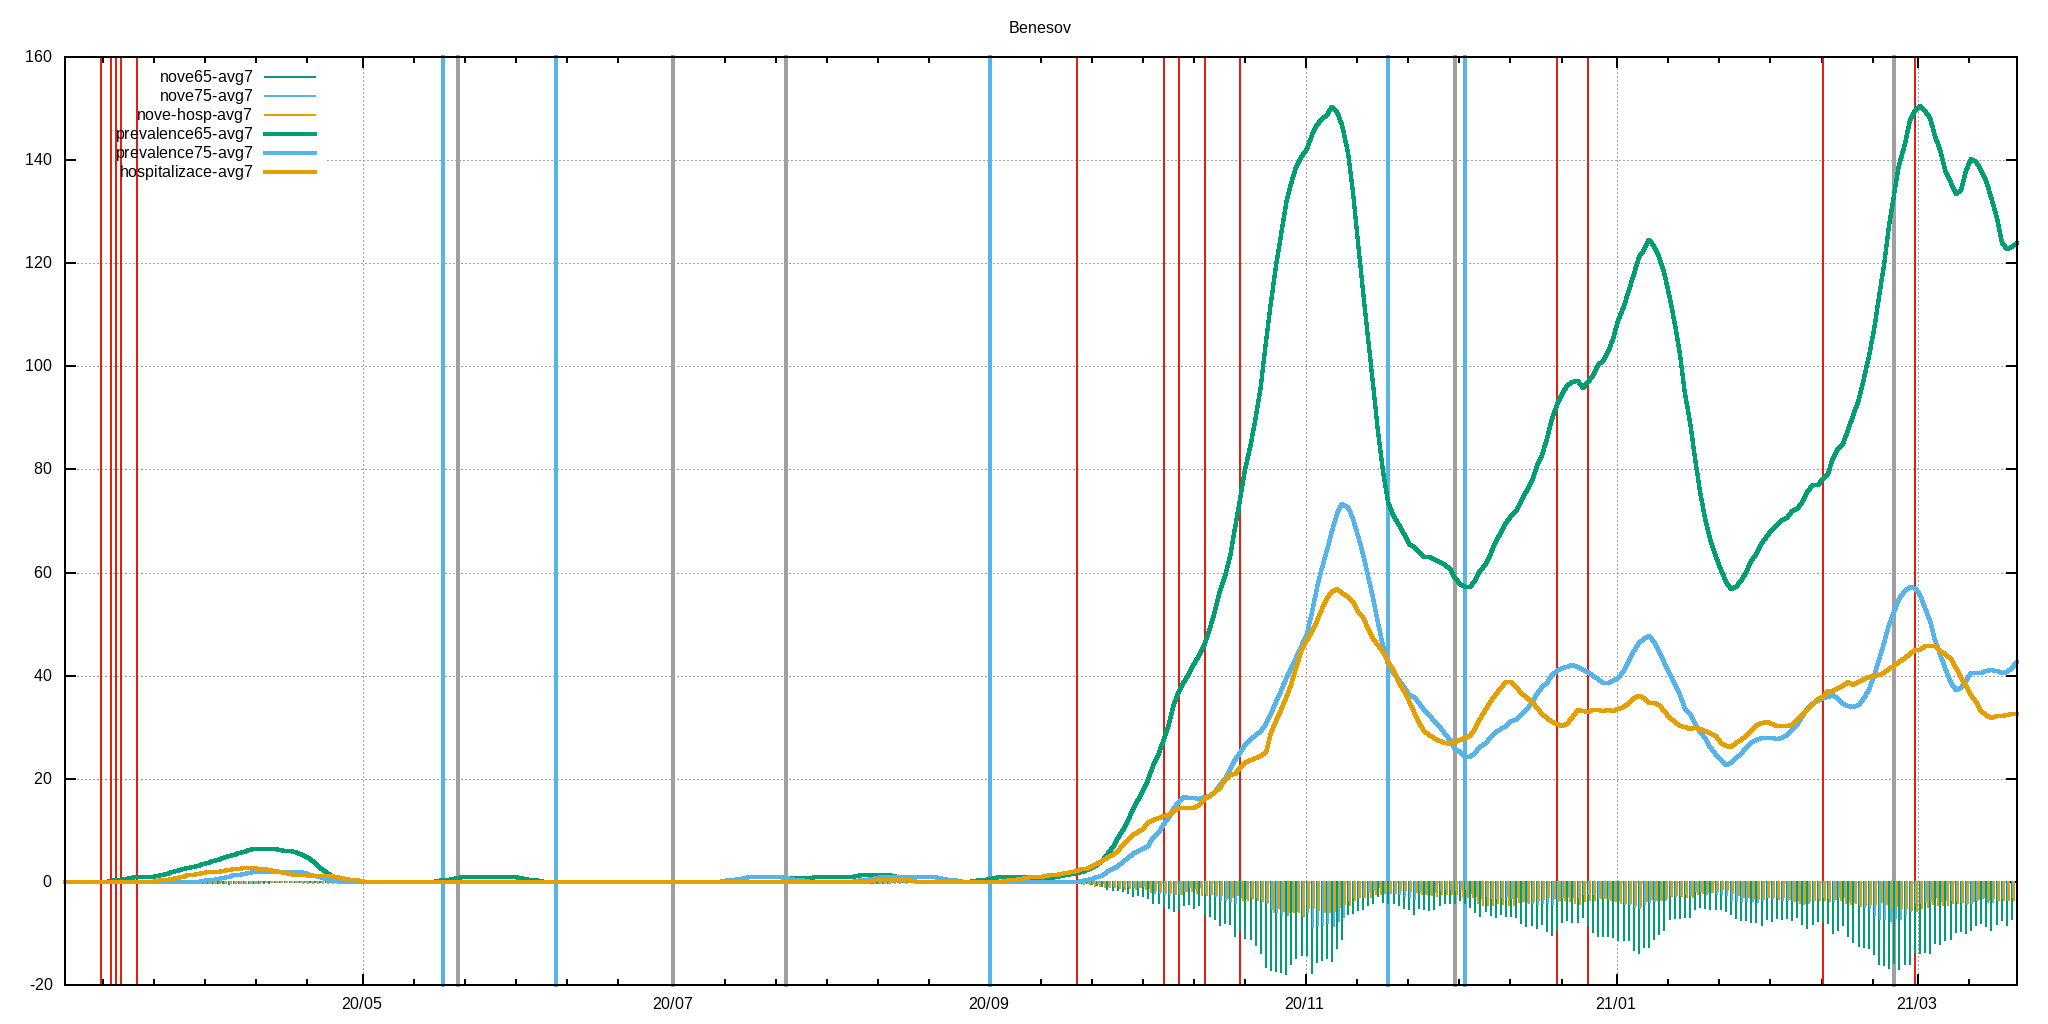 Benesov
160
140
120
100
80
60
40
20
0
-20
nove65-avg7
nove75-avg7
nove-hosp-avg7
prevalence65-avg7
prevalence75-avg7
hospitalizace-avg7
20/05
20/07
20/09
20/11
21/01
21/03